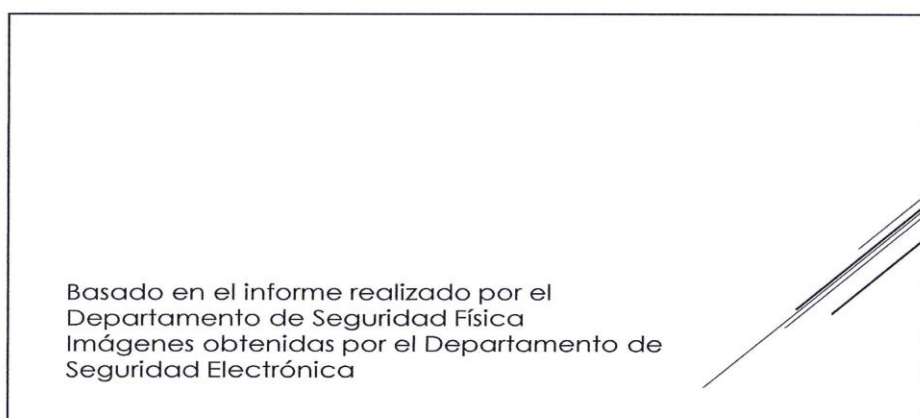 Basado en el informe realizado por el
Departamento de Seguridad Física
Imágenes obtenidas por el Departamento de
Seguridad Electrónica